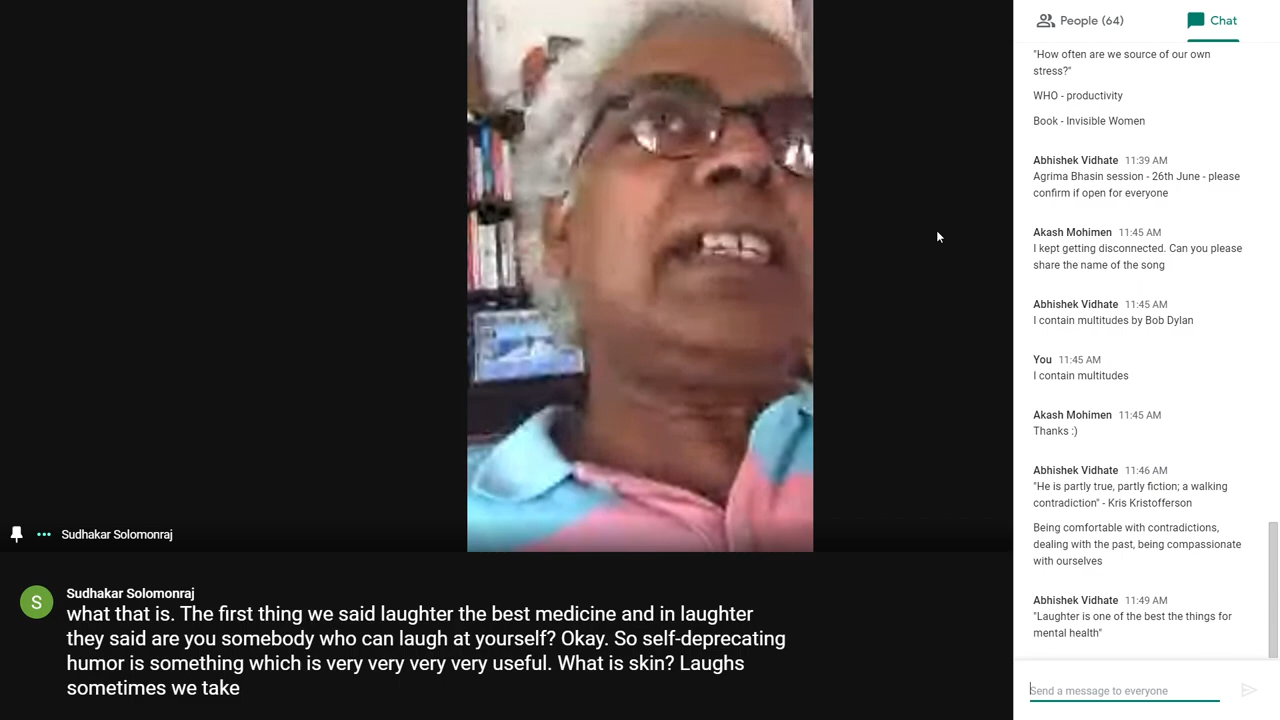 People (64)
Chat
"How often are we source of our own
stress?"
WHO - productivity
Book - Invisible Women
Abhishek Vidhate 11:39 AM
Agrima Bhasin session - 26th June - please
confirm if open for everyone
Akash Mohimen 11:45 AM
I kept getting disconnected. Can you please
share the name of the song
Abhishek Vidhate 11:45 AM
I contain multitudes by Bob Dylan
You 11:45 AM
I contain multitudes
Akash Mohimen 11:45 AM
Thanks :)
Abhishek Vidhate 11:46 AM
"He is partly true, partly fiction; a walking
contradiction" - Kris Kristofferson
Being comfortable with contradictions,
dealing with the past, being compassionate
with ourselves
Abhishek Vidhate 11:49 AM
"Laughter is one of the best the things for
mental health"
Send a message to everyone
Sudhakar Solomonraj
S
Sudhakar Solomonraj
what that is. The first thing we said laughter the best medicine and in laughter
they said are you somebody who can laugh at yourself? Okay. So self-deprecating
humor is something which is very very very very useful. What is skin? Laughs
sometimes we take